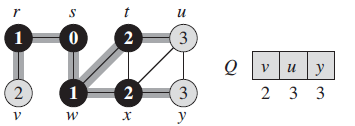 r s t u
1 0 2 3
Q v u y
2 1 2 3 2 3 3
v w x y